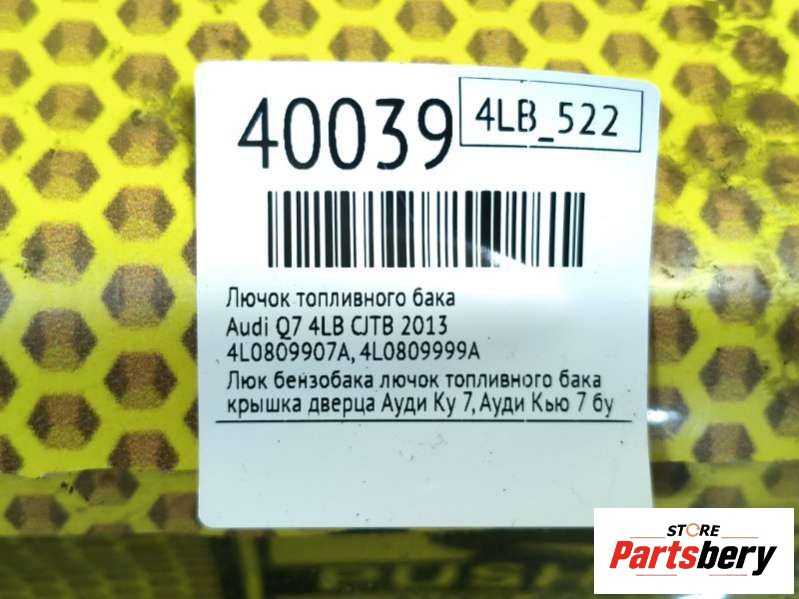 40039
4LB_522
Лючок топливного бака
Audi Q7 4LB CJTB 2013
4L0809907A, 4L0809999A
Люк бензобака лючок топливного бака
крышка дверца Ауди Ку 7, Ауди Кью 7 бу
STORE
Partsbery